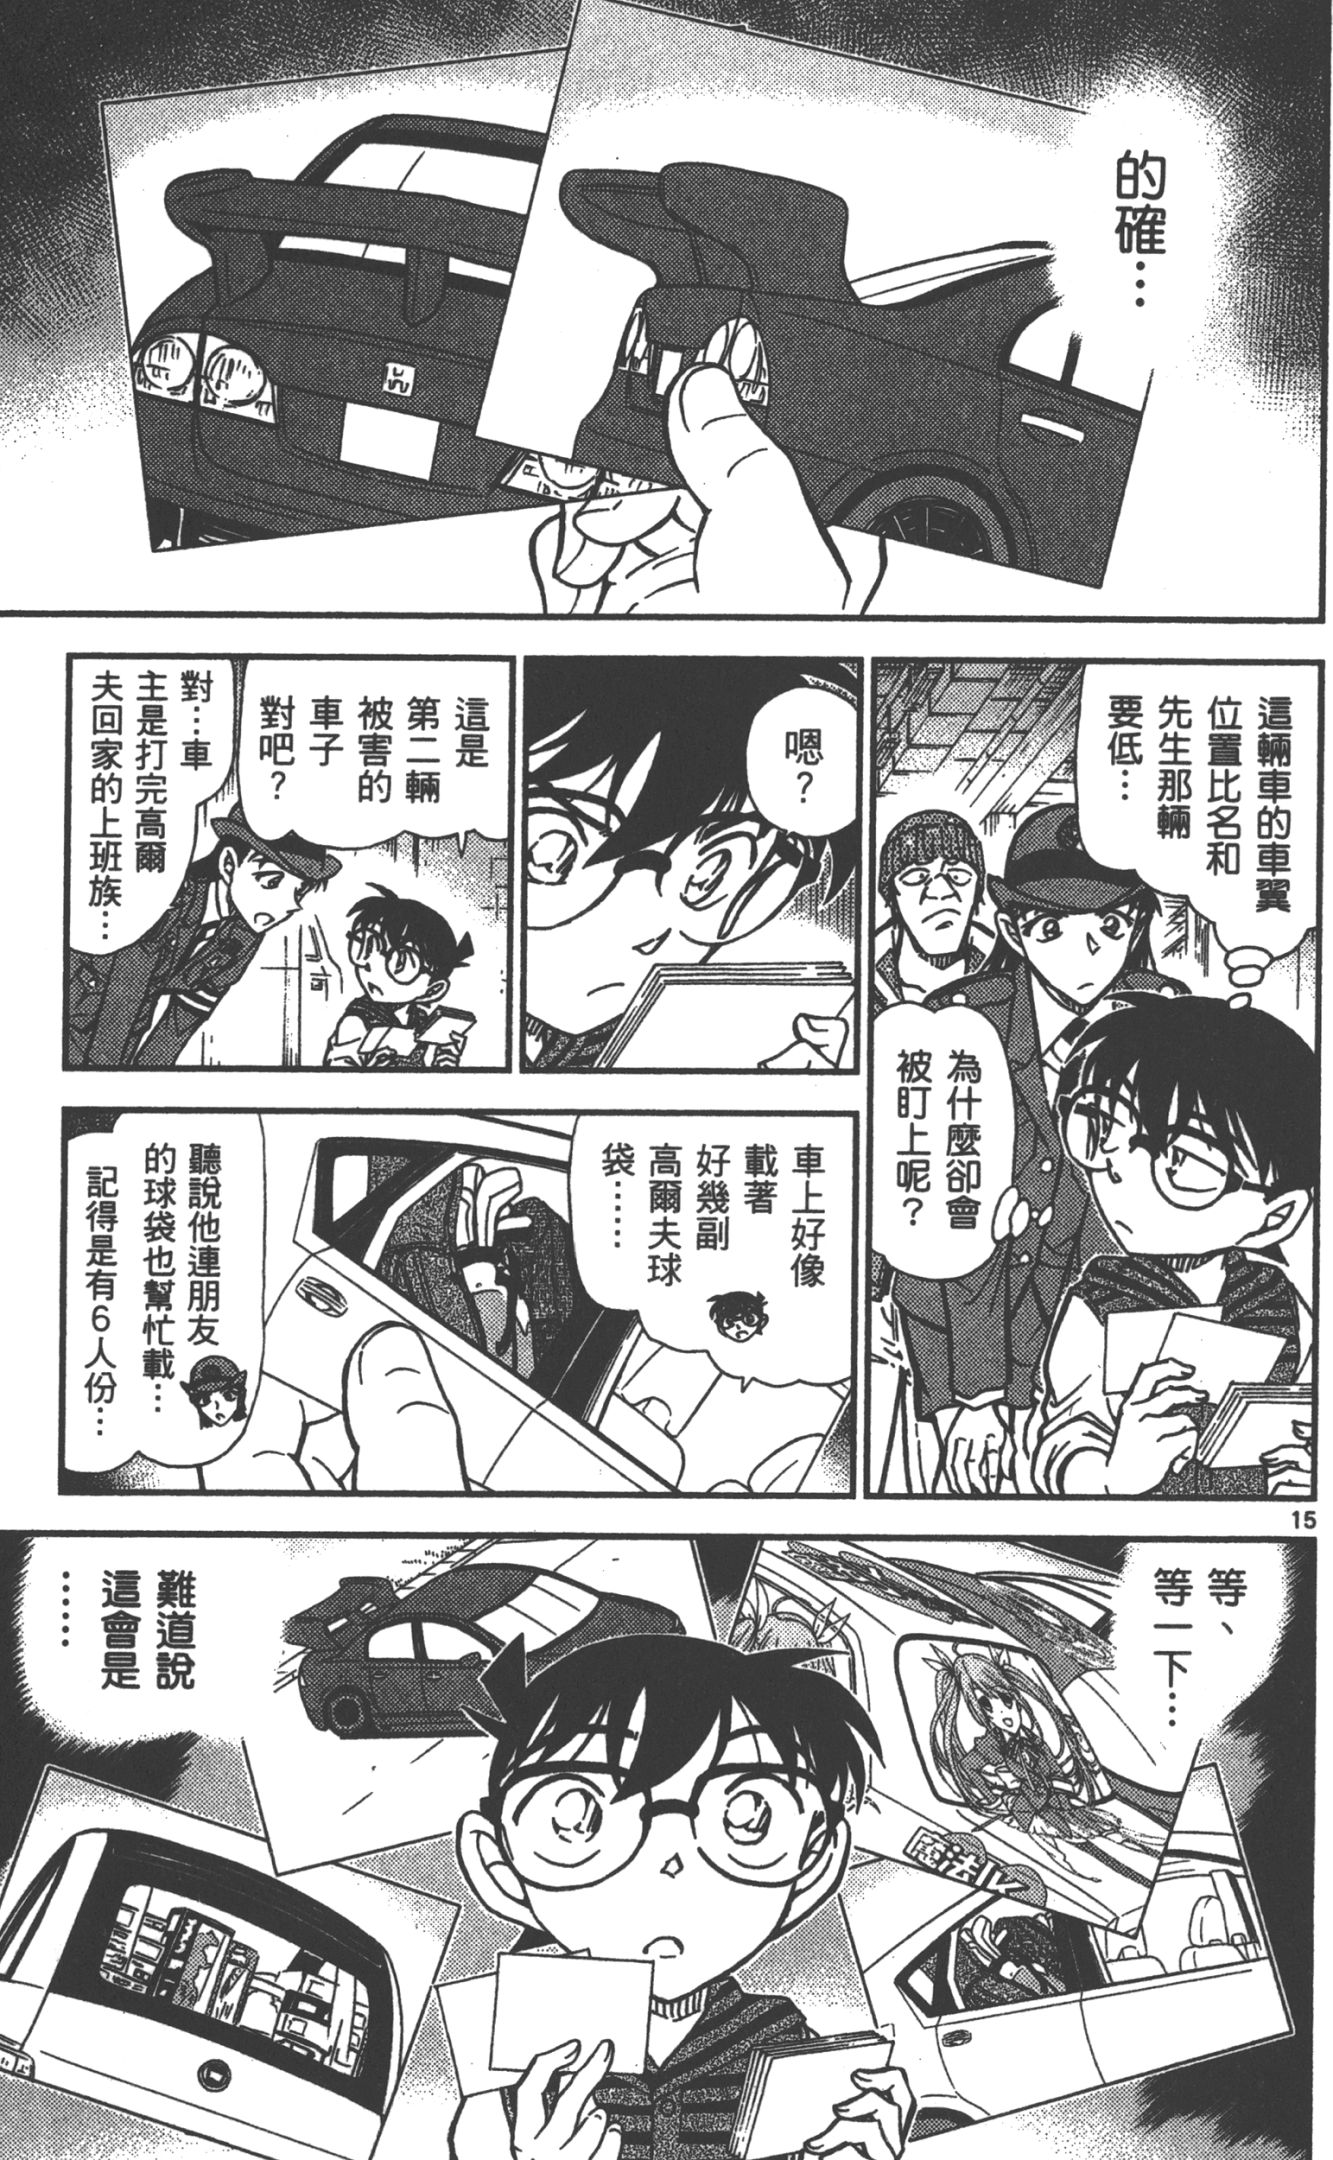 的確…
這輛車的車翼
位置比名和
先生那輛
要低…
為什麼卻會
被盯上呢？
嗯？
這是
第二輛
被害的
車子
對吧？
對…車
主是打完高爾
夫回家的上班族…
車上好像
載著
好幾副
高爾夫球
袋……
聽說他連朋友
的球袋也幫忙載…
記得是有6人份…
15
等、
等一下…
魔法ル
難道說
這會是
……